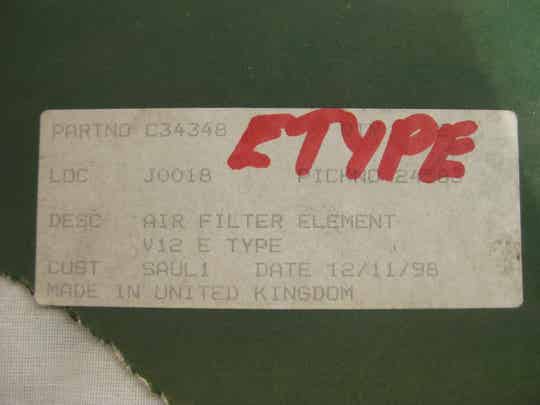 PARTNO C34348
ETYPE
LOC J0018 PICKNO
DESC AIR FILTER ELEMENT
V12 E TYPE
CUST SAUL1 DATE 12/11/98
MADE IN UNITED KINGDOM